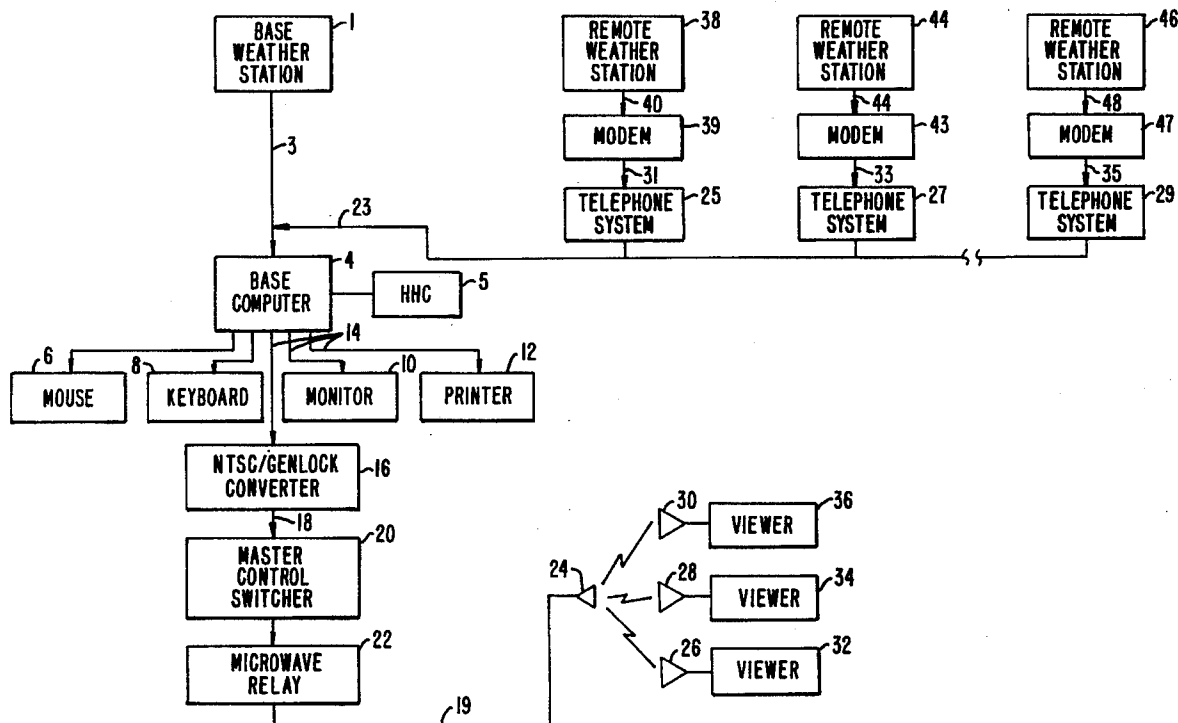 1
BASE
WEATHER
STATION
38
REMOTE
WEATHER
STATION
44
REMOTE
WEATHER
STATION
46
REMOTE
WEATHER
STATION
40
44
48
MODEM
39
MODEM
43
MODEM
47
3
31
33
35
TELEPHONE
SYSTEM
25
TELEPHONE
SYSTEM
27
TELEPHONE
SYSTEM
29
23
4
BASE
COMPUTER
HHC
5
14
6
MOUSE
8
KEYBOARD
10
MONITOR
12
PRINTER
NTSC/GENLOCK
CONVERTER
16
18
20
MASTER
CONTROL
SWITCHER
22
MICROWAVE
RELAY
19
24
30
VIEWER
36
28
VIEWER
34
26
VIEWER
32